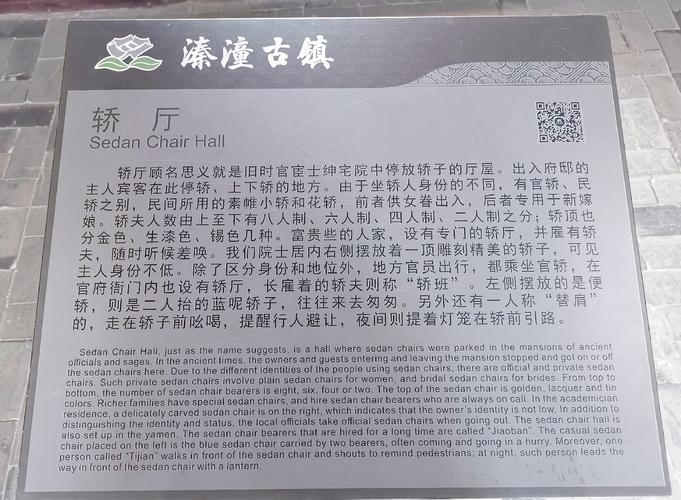 溱潼古镇
轿 厅
Sedan Chair Hall
轿厅顾名思义就是旧时官宦士绅宅院中停放轿子的厅屋。出入府邸的
主人宾客在此停轿、上下轿的地方。由于坐轿人身份的不同，有官轿、民
轿之别，民间所用的素帷小轿和花轿，前者供女眷出入，后者专用于新嫁
娘。轿夫人数由上至下有八人制、六人制、四人制、二人制之分；轿顶也
分金色、生漆色、锡色几种。富贵些的人家，设有专门的轿厅，并雇有轿
夫，随时听候差唤。我们院士居内右侧摆放着一顶雕刻精美的轿子，可见
主人身份不低。除了区分身份和地位外，地方官员出行，都乘坐官轿，在
官府衙门内也设有轿厅，长雇着的轿夫则称“轿班”。左侧摆放的是便
轿，则是二人抬的蓝呢轿子，往往来去匆匆。另外还有一人称“替肩”
的，走在轿子前吆喝，提醒行人避让，夜间则提着灯笼在轿前引路。
Sedan Chair Hall, just as the name suggests, is a hall where sedan chairs were parked in the mansions of ancient
officials and sages. In the ancient times, the owners and guests entering and leaving the mansion stopped and got on or off
the sedan chairs here. Due to the different identities of the people using sedan chairs, there are official and private sedan
chairs. Such private sedan chairs involve plain sedan chairs for women, and bridal sedan chairs for brides. From top to
bottom, the number of sedan chair bearers is eight, six, four or two. The top of the sedan chair is golden, lacquer and tin
colors. Richer families have special sedan chairs, and hire sedan chair bearers who are always on call. In the academician
residence, a delicately carved sedan chair is on the right, which indicates that the owner's identity is not low. In addition to
distinguishing the identity and status, the local officials take official sedan chairs when going out. The sedan chair hall is
also set up in the yamen. The sedan chair bearers that are hired for a long time are called "Jiaoban". The casual sedan
chair placed on the left is the blue sedan chair carried by two bearers, often coming and going in a hurry. Moreover, one
person called "Tijian" walks in front of the sedan chair and shouts to remind pedestrians; at night, such person leads the
way in front of the sedan chair with a lantern.